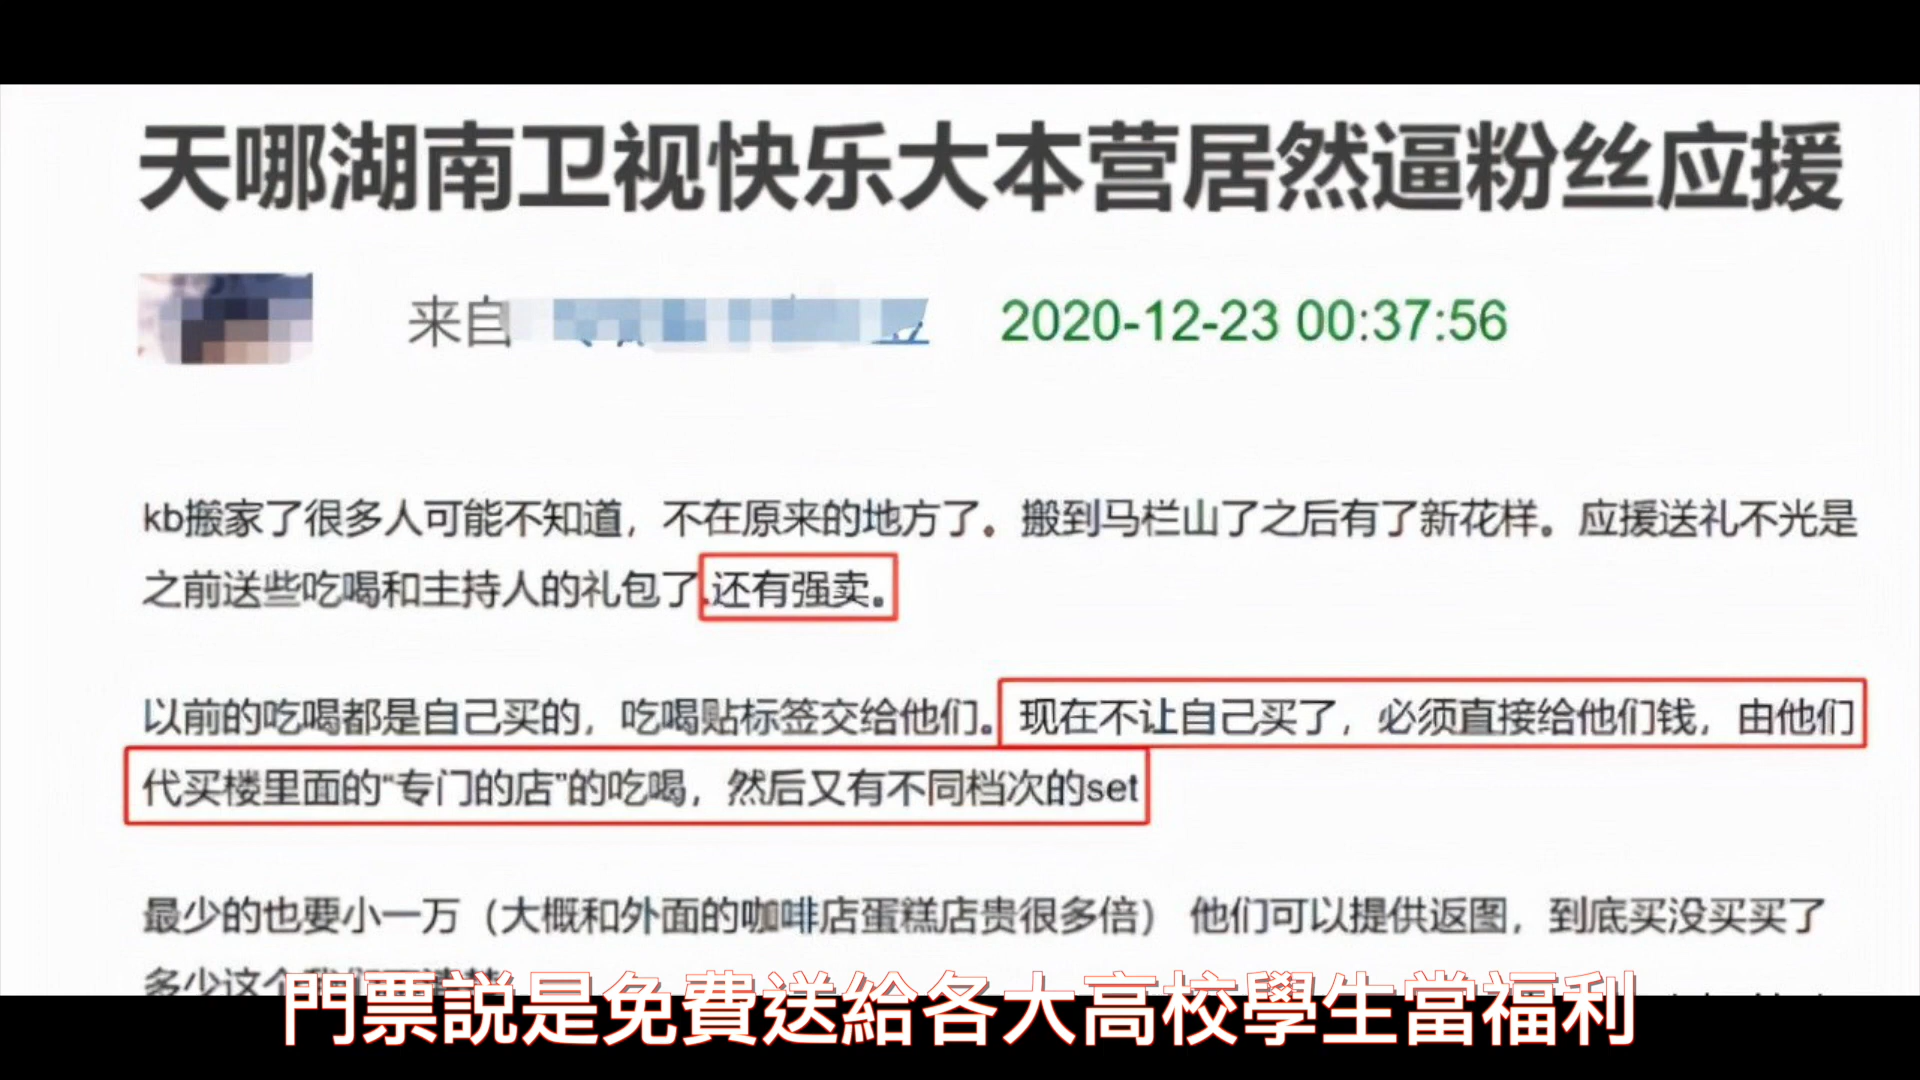 天哪湖南卫视快乐大本营居然逼粉丝应援
来自 2020-12-23 00:37:56
kb搬家了很多人可能不知道，不在原来的地方了。搬到马栏山了之后有了新花样。应援送礼不光是
之前送些吃喝和主持人的礼包了.还有强卖。
以前的吃喝都是自己买的，吃喝贴标签交给他们。现在不让自己买了，必须直接给他们钱，由他们
代买楼里面的“专门的店”的吃喝，然后又有不同档次的set
最少的也要小一万（大概和外面的咖啡店蛋糕店贵很多倍） 他们可以提供返图，到底买没买买了
多少这个
門票説是免費送給各大高校學生當福利